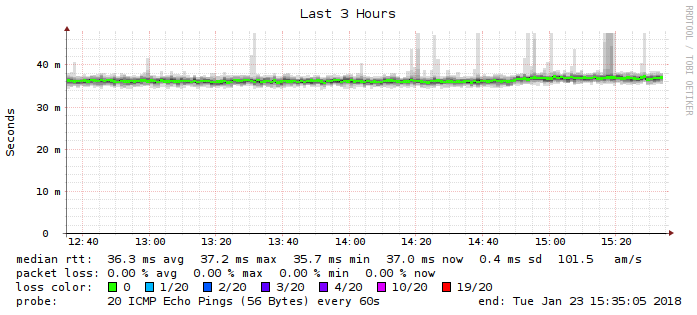 Last 3 Hours
RRDTOOL / TOBI OETIKER
Seconds
40 m
30 m
20 m
10 m
0
12:40 13:00 13:20 13:40 14:00 14:20 14:40 15:00 15:20
median rtt: 36.3 ms avg 37.2 ms max 35.7 ms min 37.0 ms now 0.4 ms sd 101.5 am/s
packet loss: 0.00 % avg 0.00 % max 0.00 % min 0.00 % now
loss color: 0 1/20 2/20 3/20 4/20 10/20 19/20
probe: 20 ICMP Echo Pings (56 Bytes) every 60s end: Tue Jan 23 15:35:05 2018